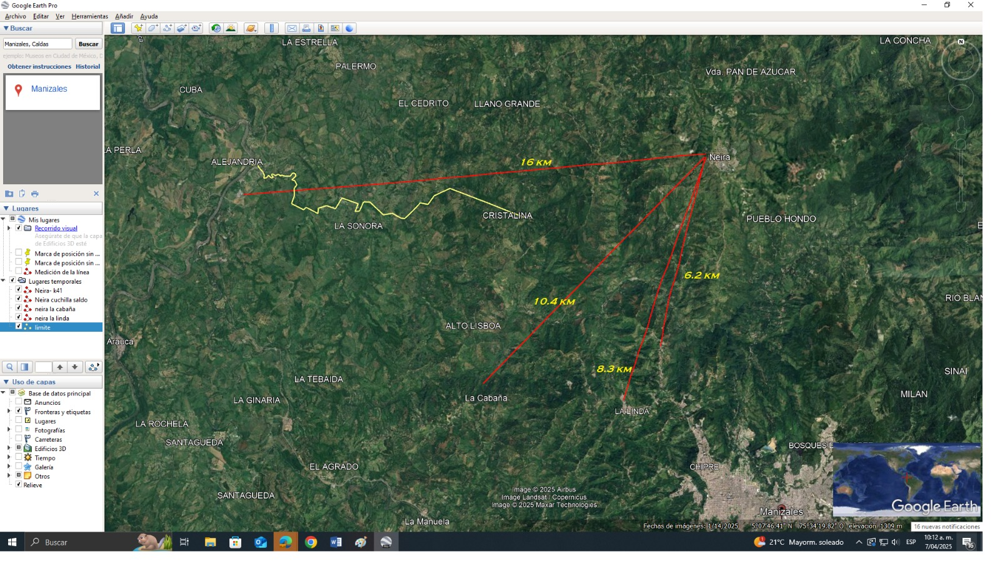 Google Earth Pro
Archivo Editar Ver Herramientas Añadir Ayuda
Buscar
Manizales, Caldas
Buscar
ejemplo: Museos en Ciudad de México, D
Obtener instrucciones Historial
Manizales
Lugares
Mis lugares
Recorrido visual
Asegúrate de que la capa
de Edificios 3D esté
Marca de posición sin ...
Marca de posición sin ...
Medición de la línea
Lugares temporales
Neira- k41
Neira cuchilla saldo
neira la cabaña
neira la linda
limite
Uso de capas
Base de datos principal
Anuncios
Fronteras y etiquetas
Lugares
Fotografías
Carreteras
Edificios 3D
Tiempo
Galería
Otros
Relieve
LA ESTRELLA
LA CONCHA
N
PALERMO
Vda. PAN DE AZUCAR
CUBA
EL CEDRITO
LLANO GRANDE
LA PERLA
ALEJANDRIA
16 KM
Neira
CRISTALINA
LA SONORA
PUEBLO HONDO
6.2 KM
10.4 KM
RIO BLAN
ALTO LISBOA
Arauca
8.3 KM
SINAI
LA TEBAIDA
La Cabaña
MILAN
LA GINARIA
LA LINDA
LA ROCHELA
SANTAGUEDA
BOSQUES D
EL AGRADO
CHIPRE
SANTAGUEDA
Image © 2025 Airbus
Image Landsat / Copernicus
Image © 2025 Maxar Technologies
Google Earth
Manizales
La Manuela
Fechas de imágenes: 1/14/2025 5°07'46.41" N 75°34'19.82" O elevación 1309 m
16 nuevas notificaciones
Buscar
1
21°C Mayorm. soleado
ESP
10:12 a. m.
7/04/2025
16